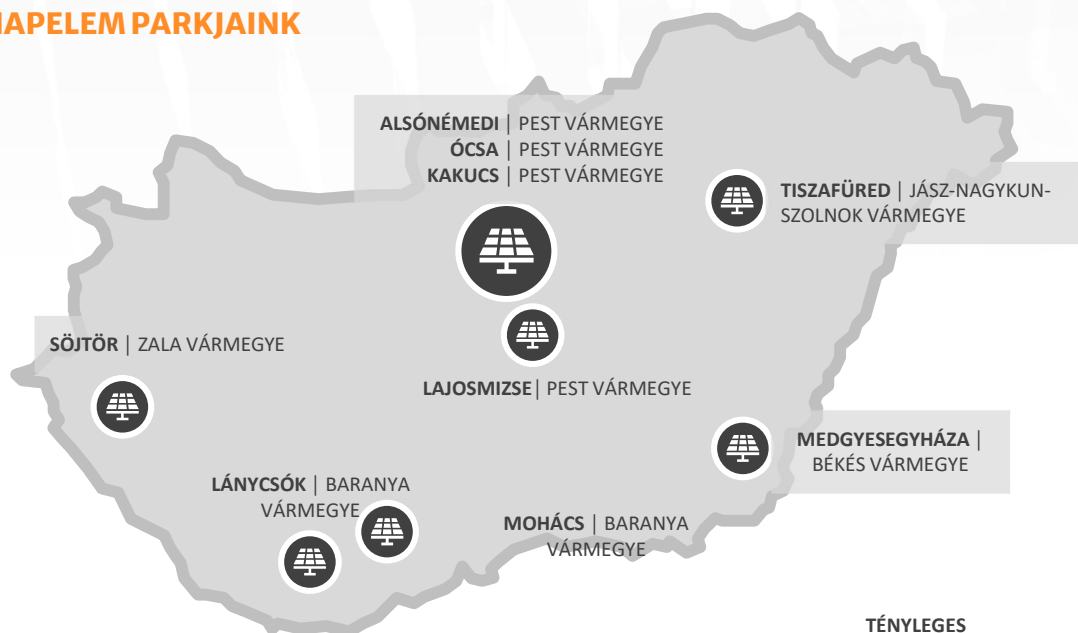 NAPELEM PARKJAINK
ALSÓNÉMEDI | PEST VÁRMEGYE
ÓCSA | PEST VÁRMEGYE
KAKUCS | PEST VÁRMEGYE
TISZAFÜRED | JÁSZ-NAGYKUN-
SZOLNOK VÁRMEGYE
SÖJTÖR | ZALA VÁRMEGYE
LAJOSMIZSE| PEST VÁRMEGYE
MEDGYESEGYHÁZA |
BÉKÉS VÁRMEGYE
LÁNYCSÓK | BARANYA
VÁRMEGYE
MOHÁCS | BARANYA
VÁRMEGYE
TÉNYLEGES